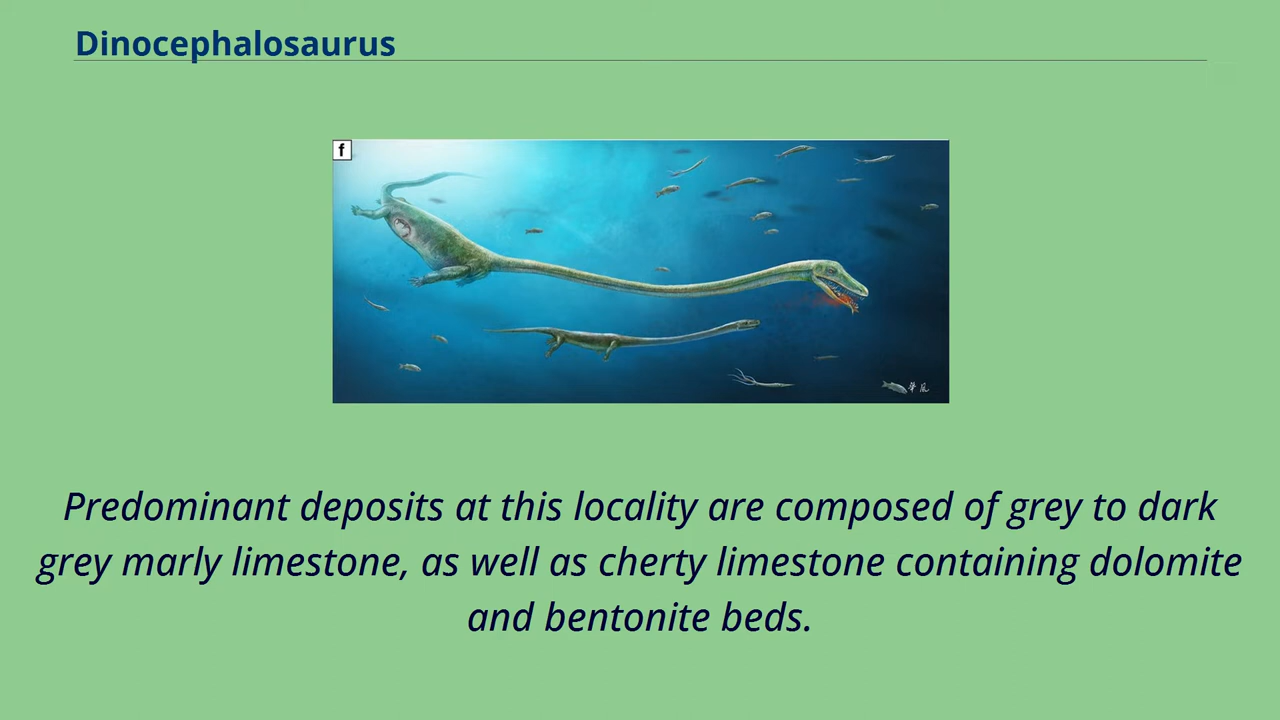 Dinocephalosaurus
f
Predominant deposits at this locality are composed of grey to dark
grey marly limestone, as well as cherty limestone containing dolomite
and bentonite beds.